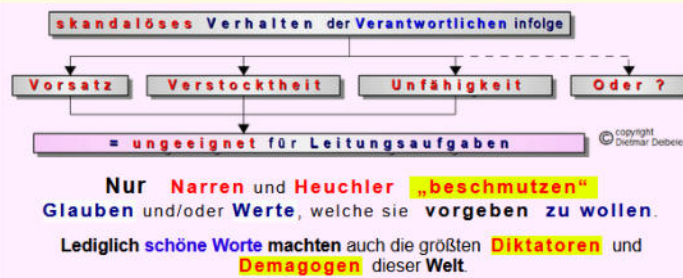 skandalöses Verhalten der Verantwortlichen infolge
Vorsatz Verstocktheit Unfähigkeit Oder ?
= ungeeignet für Leitungsaufgaben
© copyright
Dietmar Deibele
Nur Narren und Heuchler „beschmutzen“
Glauben und/oder Werte, welche sie vorgeben zu wollen.
Lediglich schöne Worte machten auch die größten Diktatoren und
Demagogen dieser Welt.